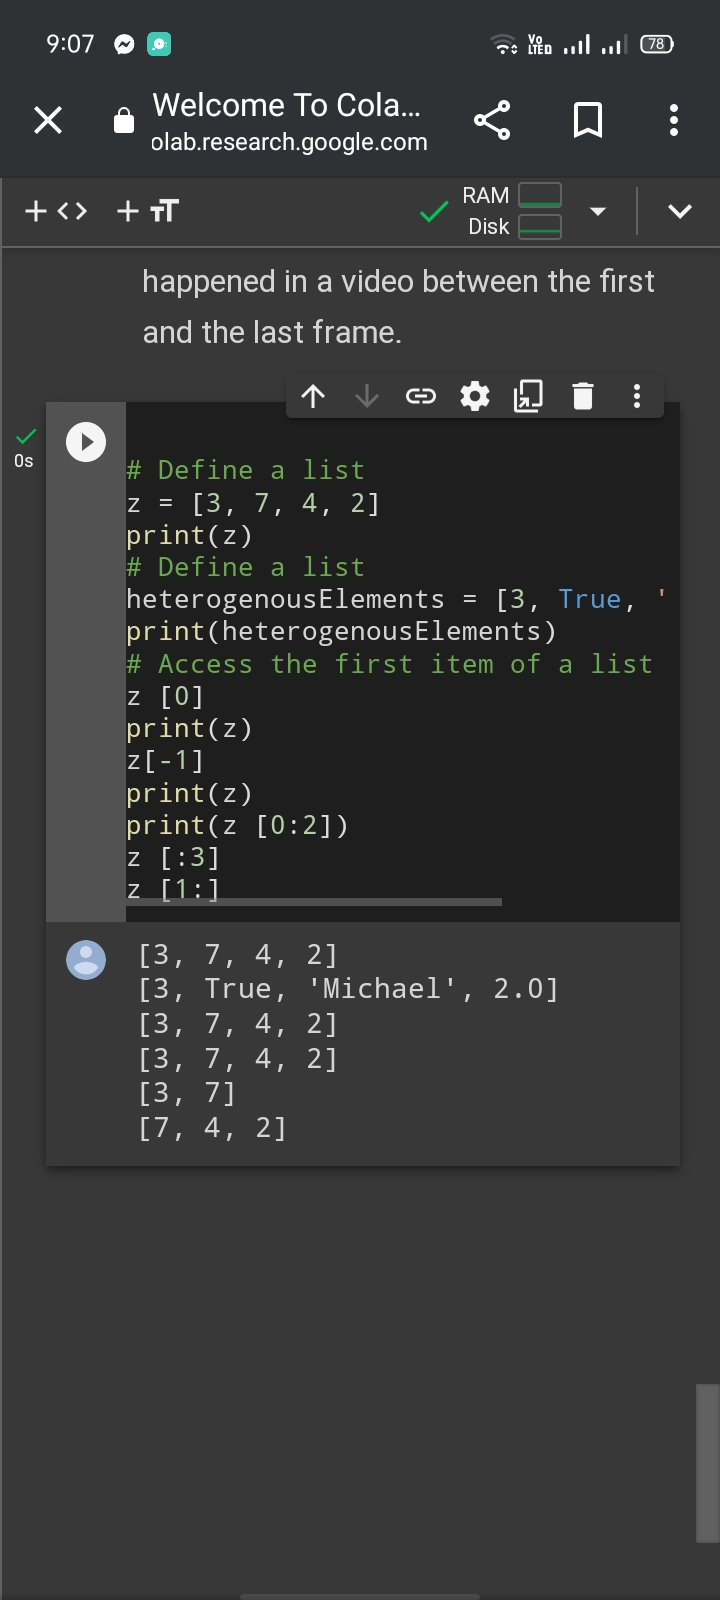 9:07
Vo
LTED
78
Welcome To Cola...
olab.research.google.com
RAM
Disk
happened in a video between the first
and the last frame.
0s
# Define a list
z = [3, 7, 4, 2]
print(z)
# Define a list
heterogenousElements = [3, True, '
print(heterogenousElements)
# Access the first item of a list
z [0]
print(z)
z[-1]
print(z)
print(z [0:2])
z [:3]
z [1:]
[3, 7, 4, 2]
[3, True, 'Michael', 2.0]
[3, 7, 4, 2]
[3, 7, 4, 2]
[3, 7]
[7, 4, 2]